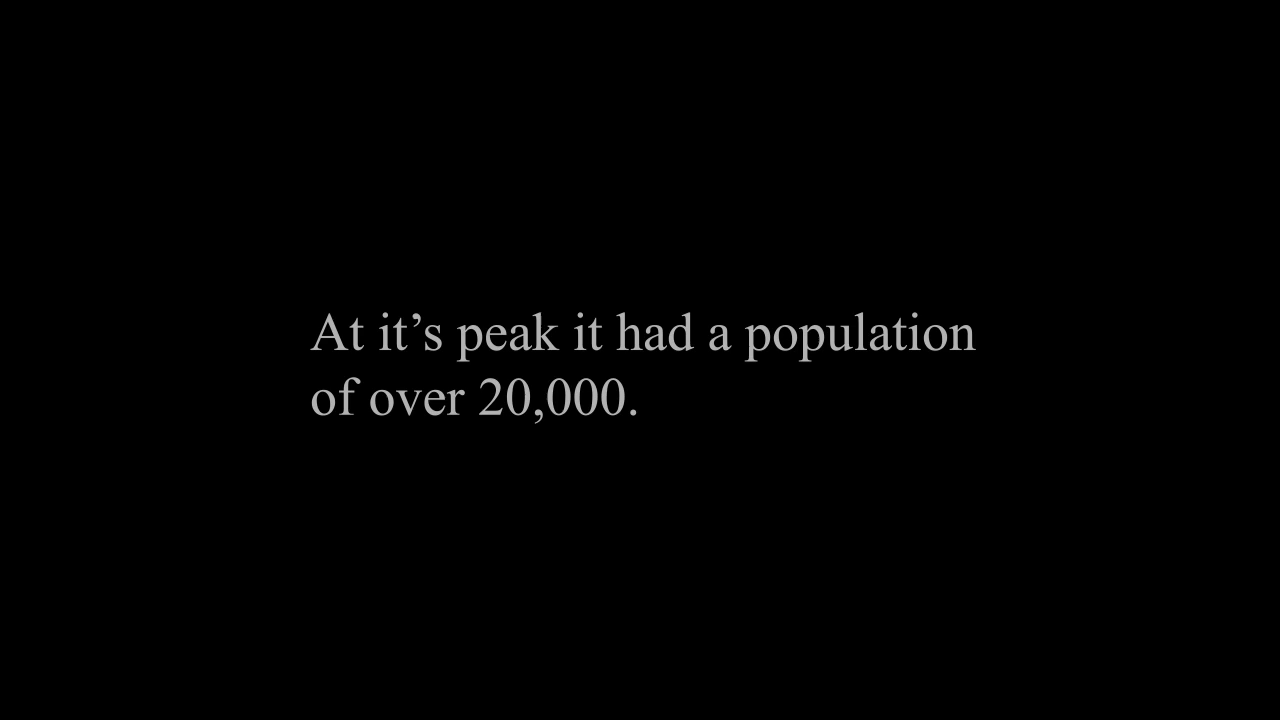 At it’s peak it had a population
of over 20,000.